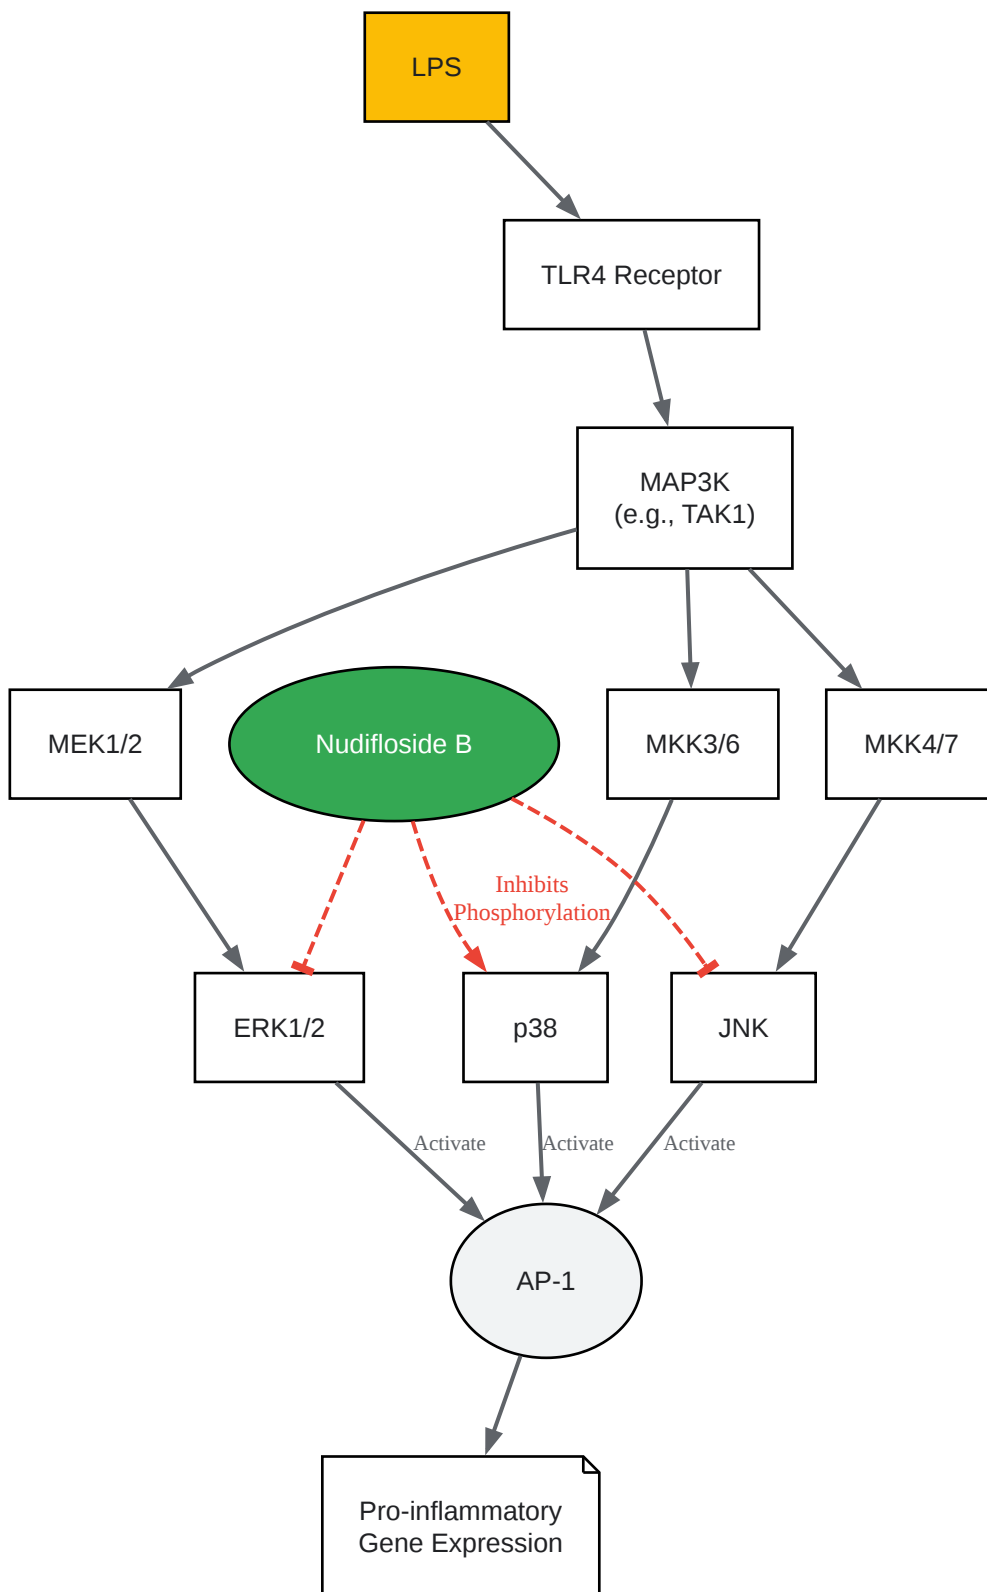 LPS
TLR4 Receptor
MAP3K
(e.g., TAK1)
MEK1/2
Nudifloside B
MKK3/6
MKK4/7
Inhibits
Phosphorylation
ERK1/2
p38
JNK
Activate
Activate
Activate
AP-1
Pro-inflammatory
Gene Expression